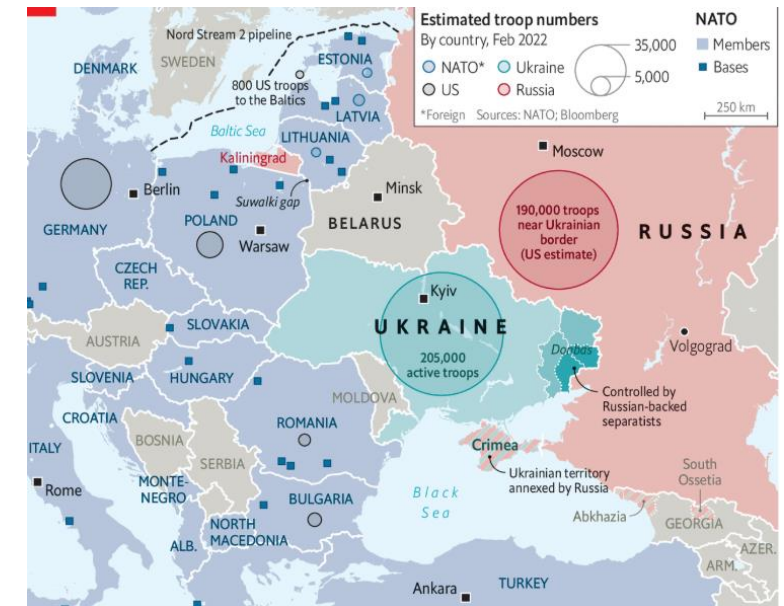 Estimated troop numbers
By country, Feb 2022
NATO*
Ukraine
US
Russia
35,000
5,000
*Foreign Sources: NATO; Bloomberg
NATO
Members
Bases
250 km
Nord Stream 2 pipeline
DENMARK
SWEDEN
ESTONIA
800 US troops
to the Baltics
LATVIA
Baltic Sea
LITHUANIA
Kaliningrad
Moscow
Suwalki gap
Minsk
Berlin
GERMANY
POLAND
Warsaw
BELARUS
190,000 troops
near Ukrainian
border
(US estimate)
RUSSIA
CZECH
REP.
Kyiv
UKRAINE
205,000
active troops
Donbas
Volgograd
SLOVAKIA
AUSTRIA
SLOVENIA
HUNGARY
MOLDOVA
Controlled by
Russian-backed
separatists
CROATIA
ROMANIA
BOSNIA
SERBIA
Crimea
Ukrainian territory
annexed by Russia
ITALY
Rome
MONTE-
NEGRO
BULGARIA
Black
Sea
South
Ossetia
Abkhazia
GEORGIA
NORTH
MACEDONIA
ALB.
AZER.
ARM.
Ankara
TURKEY